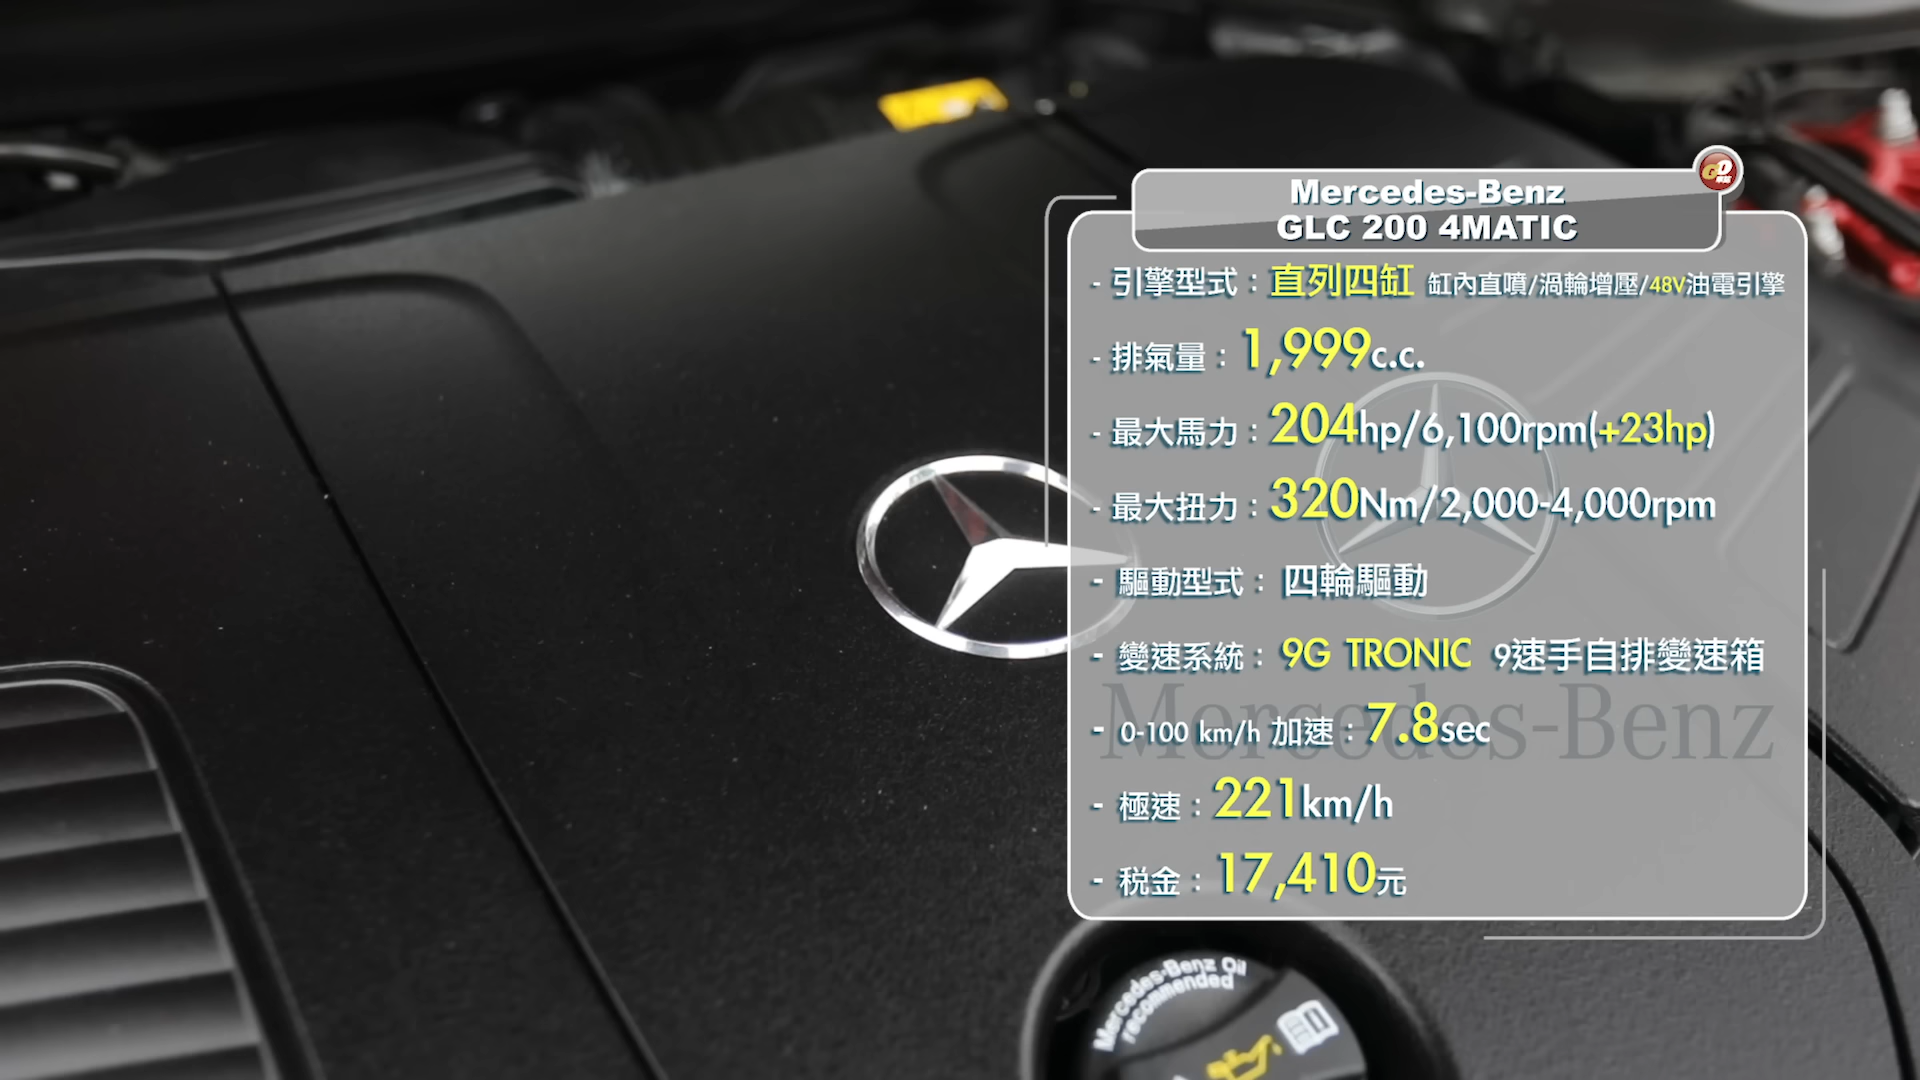 GO
Mercedes-Benz
GLC 200 4MATIC
- 引擎型式：直列四缸 缸內直噴/渦輪增壓/48V油電引擎
- 排氣量：1,999c.c.
- 最大馬力：204hp/6,100rpm(+23hp)
- 最大扭力：320Nm/2,000-4,000rpm
- 驅動型式：四輪驅動
- 變速系統：9G TRONIC 9速手自排變速箱
- 0-100 km/h 加速：7.8sec
- 極速：221km/h
- 税金：17,410元
Mercedes-Benz
Mercedes-Benz Oil
recommended